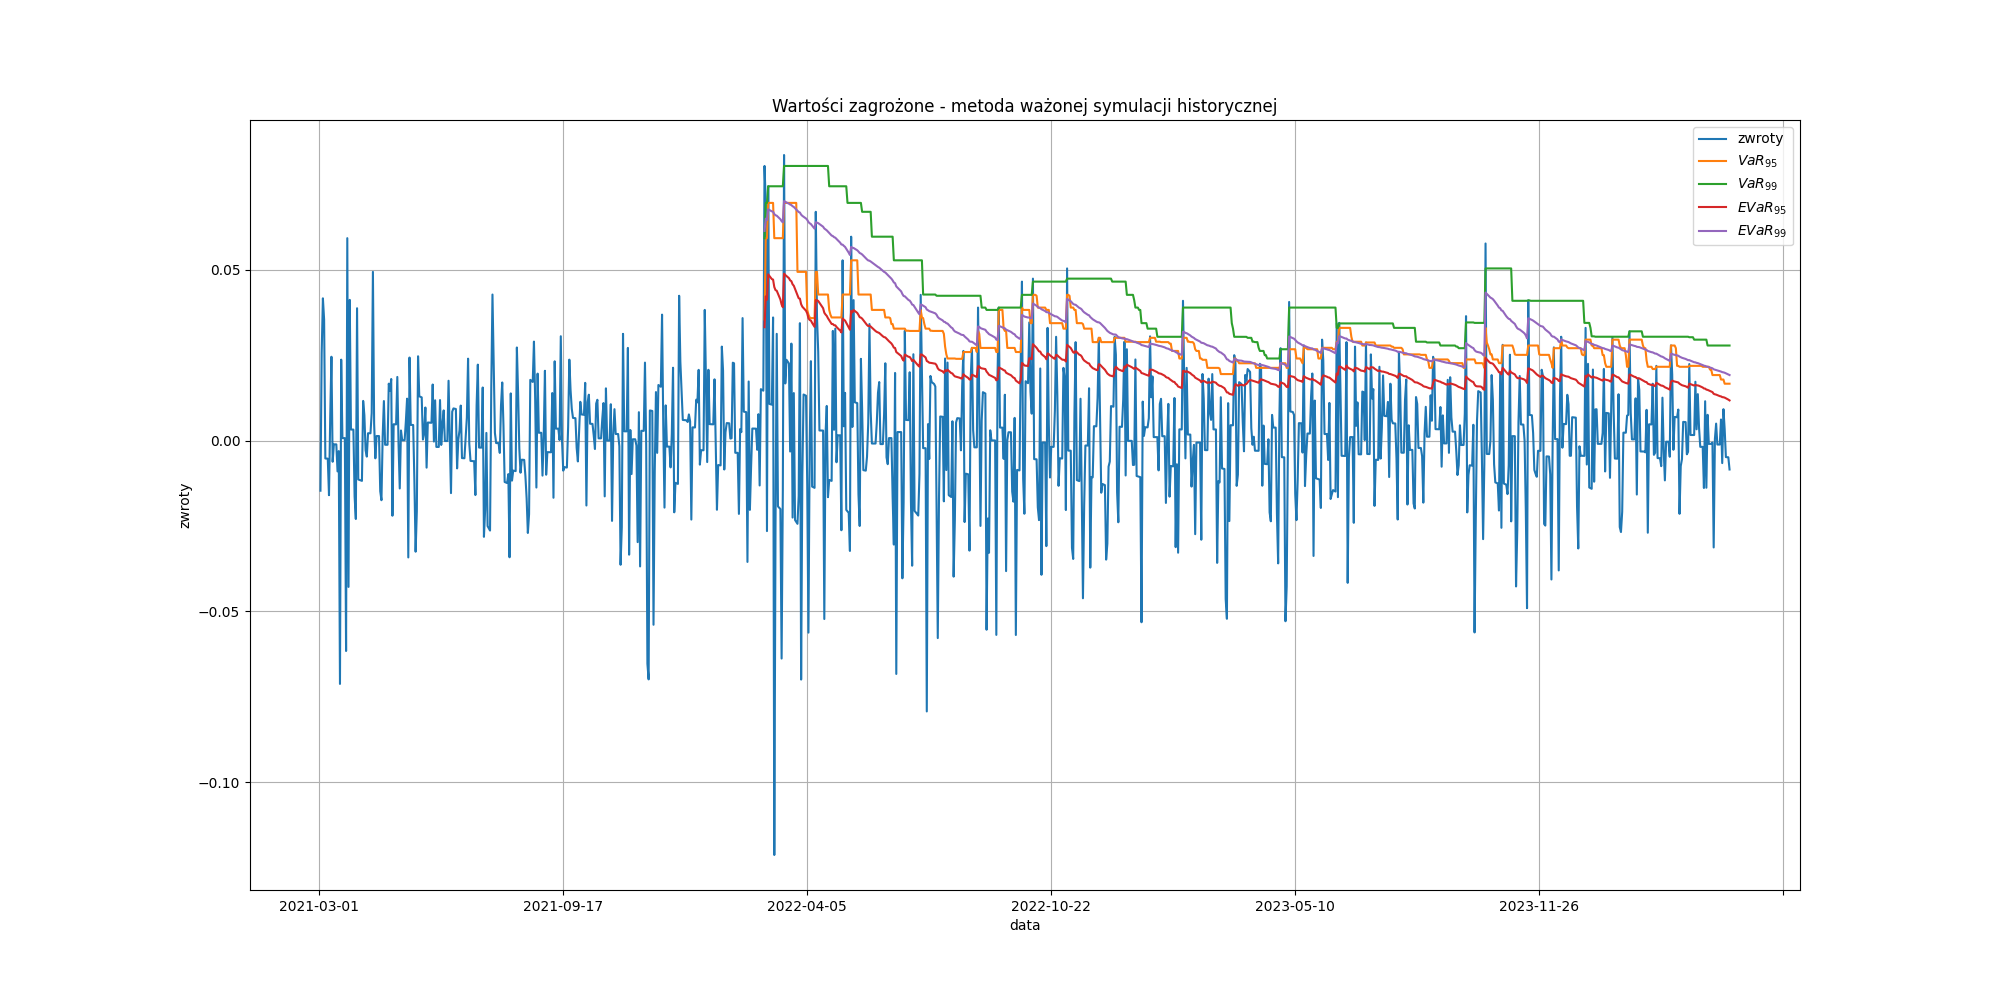 Wartości zagrożone - metoda ważonej symulacji historycznej
zwroty
VaR95
VaR99
EVaR95
EVaR99
0.05
0.00
−0.05
−0.10
zwroty
2021-03-01
2021-09-17
2022-04-05
2022-10-22
2023-05-10
2023-11-26
data